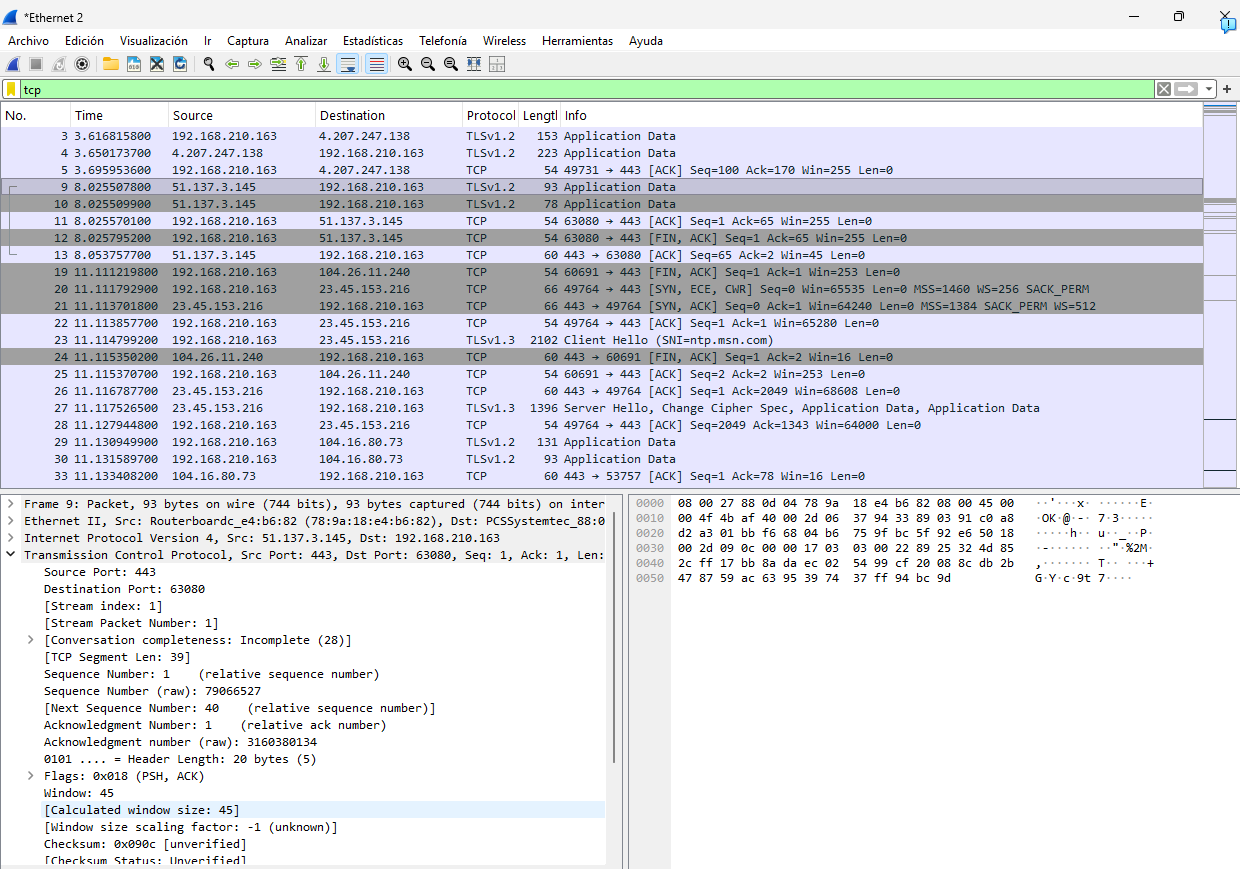 *Ethernet 2
Archivo Edición Visualización Ir Captura Analizar Estadísticas Telefonía Wireless Herramientas Ayuda
tcp
No. Time Source Destination Protocol Lengtl Info
3 3.616815800 192.168.210.163 4.207.247.138 TLSv1.2 153 Application Data
4 3.650173700 4.207.247.138 192.168.210.163 TLSv1.2 223 Application Data
5 3.695953600 192.168.210.163 4.207.247.138 TCP 54 49731 → 443 [ACK] Seq=100 Ack=170 Win=255 Len=0
9 8.025507800 51.137.3.145 192.168.210.163 TLSv1.2 93 Application Data
10 8.025509900 51.137.3.145 192.168.210.163 TLSv1.2 78 Application Data
11 8.025570100 192.168.210.163 51.137.3.145 TCP 54 63080 → 443 [ACK] Seq=1 Ack=65 Win=255 Len=0
12 8.025795200 192.168.210.163 51.137.3.145 TCP 54 63080 → 443 [FIN, ACK] Seq=1 Ack=65 Win=255 Len=0
13 8.053757700 51.137.3.145 192.168.210.163 TCP 60 443 → 63080 [ACK] Seq=65 Ack=2 Win=45 Len=0
19 11.111219800 192.168.210.163 104.26.11.240 TCP 54 60691 → 443 [FIN, ACK] Seq=1 Ack=1 Win=253 Len=0
20 11.111792900 192.168.210.163 23.45.153.216 TCP 66 49764 → 443 [SYN, ECE, CWR] Seq=0 Win=65535 Len=0 MSS=1460 WS=256 SACK_PERM
21 11.113701800 23.45.153.216 192.168.210.163 TCP 66 443 → 49764 [SYN, ACK] Seq=0 Ack=1 Win=64240 Len=0 MSS=1384 SACK_PERM WS=512
22 11.113857700 192.168.210.163 23.45.153.216 TCP 54 49764 → 443 [ACK] Seq=1 Ack=1 Win=65280 Len=0
23 11.114799200 192.168.210.163 23.45.153.216 TLSv1.3 2102 Client Hello (SNI=ntp.msn.com)
24 11.115350200 104.26.11.240 192.168.210.163 TCP 60 443 → 60691 [FIN, ACK] Seq=1 Ack=2 Win=16 Len=0
25 11.115370700 192.168.210.163 104.26.11.240 TCP 54 60691 → 443 [ACK] Seq=2 Ack=2 Win=253 Len=0
26 11.116787700 23.45.153.216 192.168.210.163 TCP 60 443 → 49764 [ACK] Seq=1 Ack=2049 Win=68608 Len=0
27 11.117526500 23.45.153.216 192.168.210.163 TLSv1.3 1396 Server Hello, Change Cipher Spec, Application Data, Application Data
28 11.127944800 192.168.210.163 23.45.153.216 TCP 54 49764 → 443 [ACK] Seq=2049 Ack=1343 Win=64000 Len=0
29 11.130949900 192.168.210.163 104.16.80.73 TLSv1.2 131 Application Data
30 11.131589700 192.168.210.163 104.16.80.73 TLSv1.2 93 Application Data
33 11.133408200 104.16.80.73 192.168.210.163 TCP 60 443 → 53757 [ACK] Seq=1 Ack=78 Win=16 Len=0
Frame 9: Packet, 93 bytes on wire (744 bits), 93 bytes captured (744 bits) on inter
Ethernet II, Src: Routerboardc_e4:b6:82 (78:9a:18:e4:b6:82), Dst: PCSSystemtec_88:0
Internet Protocol Version 4, Src: 51.137.3.145, Dst: 192.168.210.163
Transmission Control Protocol, Src Port: 443, Dst Port: 63080, Seq: 1, Ack: 1, Len:
Source Port: 443
Destination Port: 63080
[Stream index: 1]
[Stream Packet Number: 1]
[Conversation completeness: Incomplete (28)]
[TCP Segment Len: 39]
Sequence Number: 1 (relative sequence number)
Sequence Number (raw): 79066527
[Next Sequence Number: 40 (relative sequence number)]
Acknowledgment Number: 1 (relative ack number)
Acknowledgment number (raw): 3160380134
0101 .... = Header Length: 20 bytes (5)
Flags: 0x018 (PSH, ACK)
Window: 45
[Calculated window size: 45]
[Window size scaling factor: -1 (unknown)]
Checksum: 0x090c [unverified]
[Checksum Status: Unverified]
0000 08 00 27 88 0d 04 78 9a 18 e4 b6 82 08 00 45 00 ··'···x· ······E·
0010 00 4f 4b af 40 00 2d 06 37 94 33 89 03 91 c0 a8 ·OK·@·-· 7·3·····
0020 d2 a3 01 bb f6 68 04 b6 75 9f bc 5f 92 e6 50 18 ·····h·· u··_··P·
0030 00 2d 09 0c 00 00 17 03 03 00 22 89 25 32 4d 85 ·-······ ··"·%2M·
0040 2c ff 17 bb 8a da ec 02 54 99 cf 20 08 8c db 2b ,······· T·· ···+
0050 47 87 59 ac 63 95 39 74 37 ff 94 bc 9d G·Y·c·9t 7····